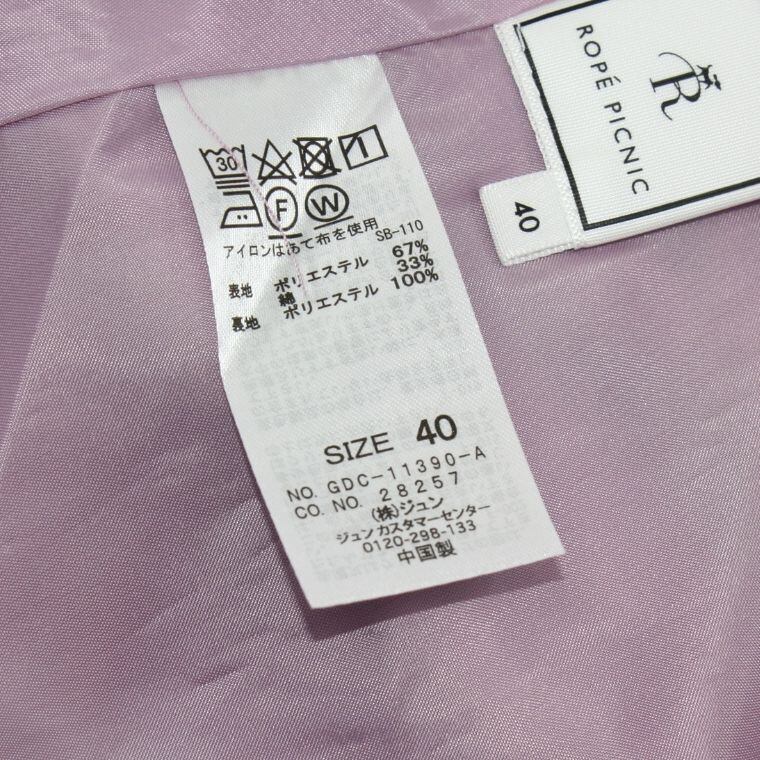 ROPÉ PICNIC
R
40
30
F
W
アイロンはあて布を使用
SB-110
表地 ポリエステル 67%
綿 33%
裏地 ポリエステル 100%
SIZE 40
NO. GDC-11390-A
CO. NO. 28257
(株)ジュン
ジュン カスタマーセンター
0120-298-133
中国製